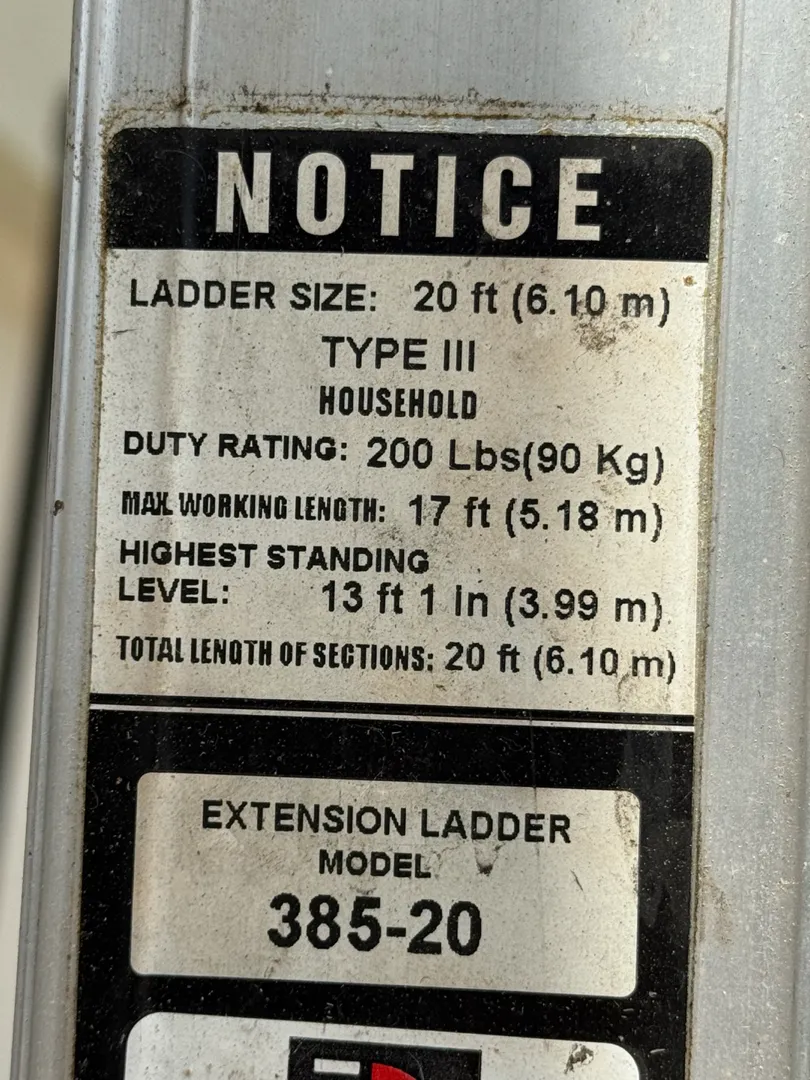 NOTICE
LADDER SIZE: 20 ft (6.10 m)
TYPE III
HOUSEHOLD
DUTY RATING: 200 Lbs(90 Kg)
MAX. WORKING LENGTH: 17 ft (5.18 m)
HIGHEST STANDING
LEVEL: 13 ft 1 in (3.99 m)
TOTAL LENGTH OF SECTIONS: 20 ft (6.10 m)
EXTENSION LADDER
MODEL
385-20